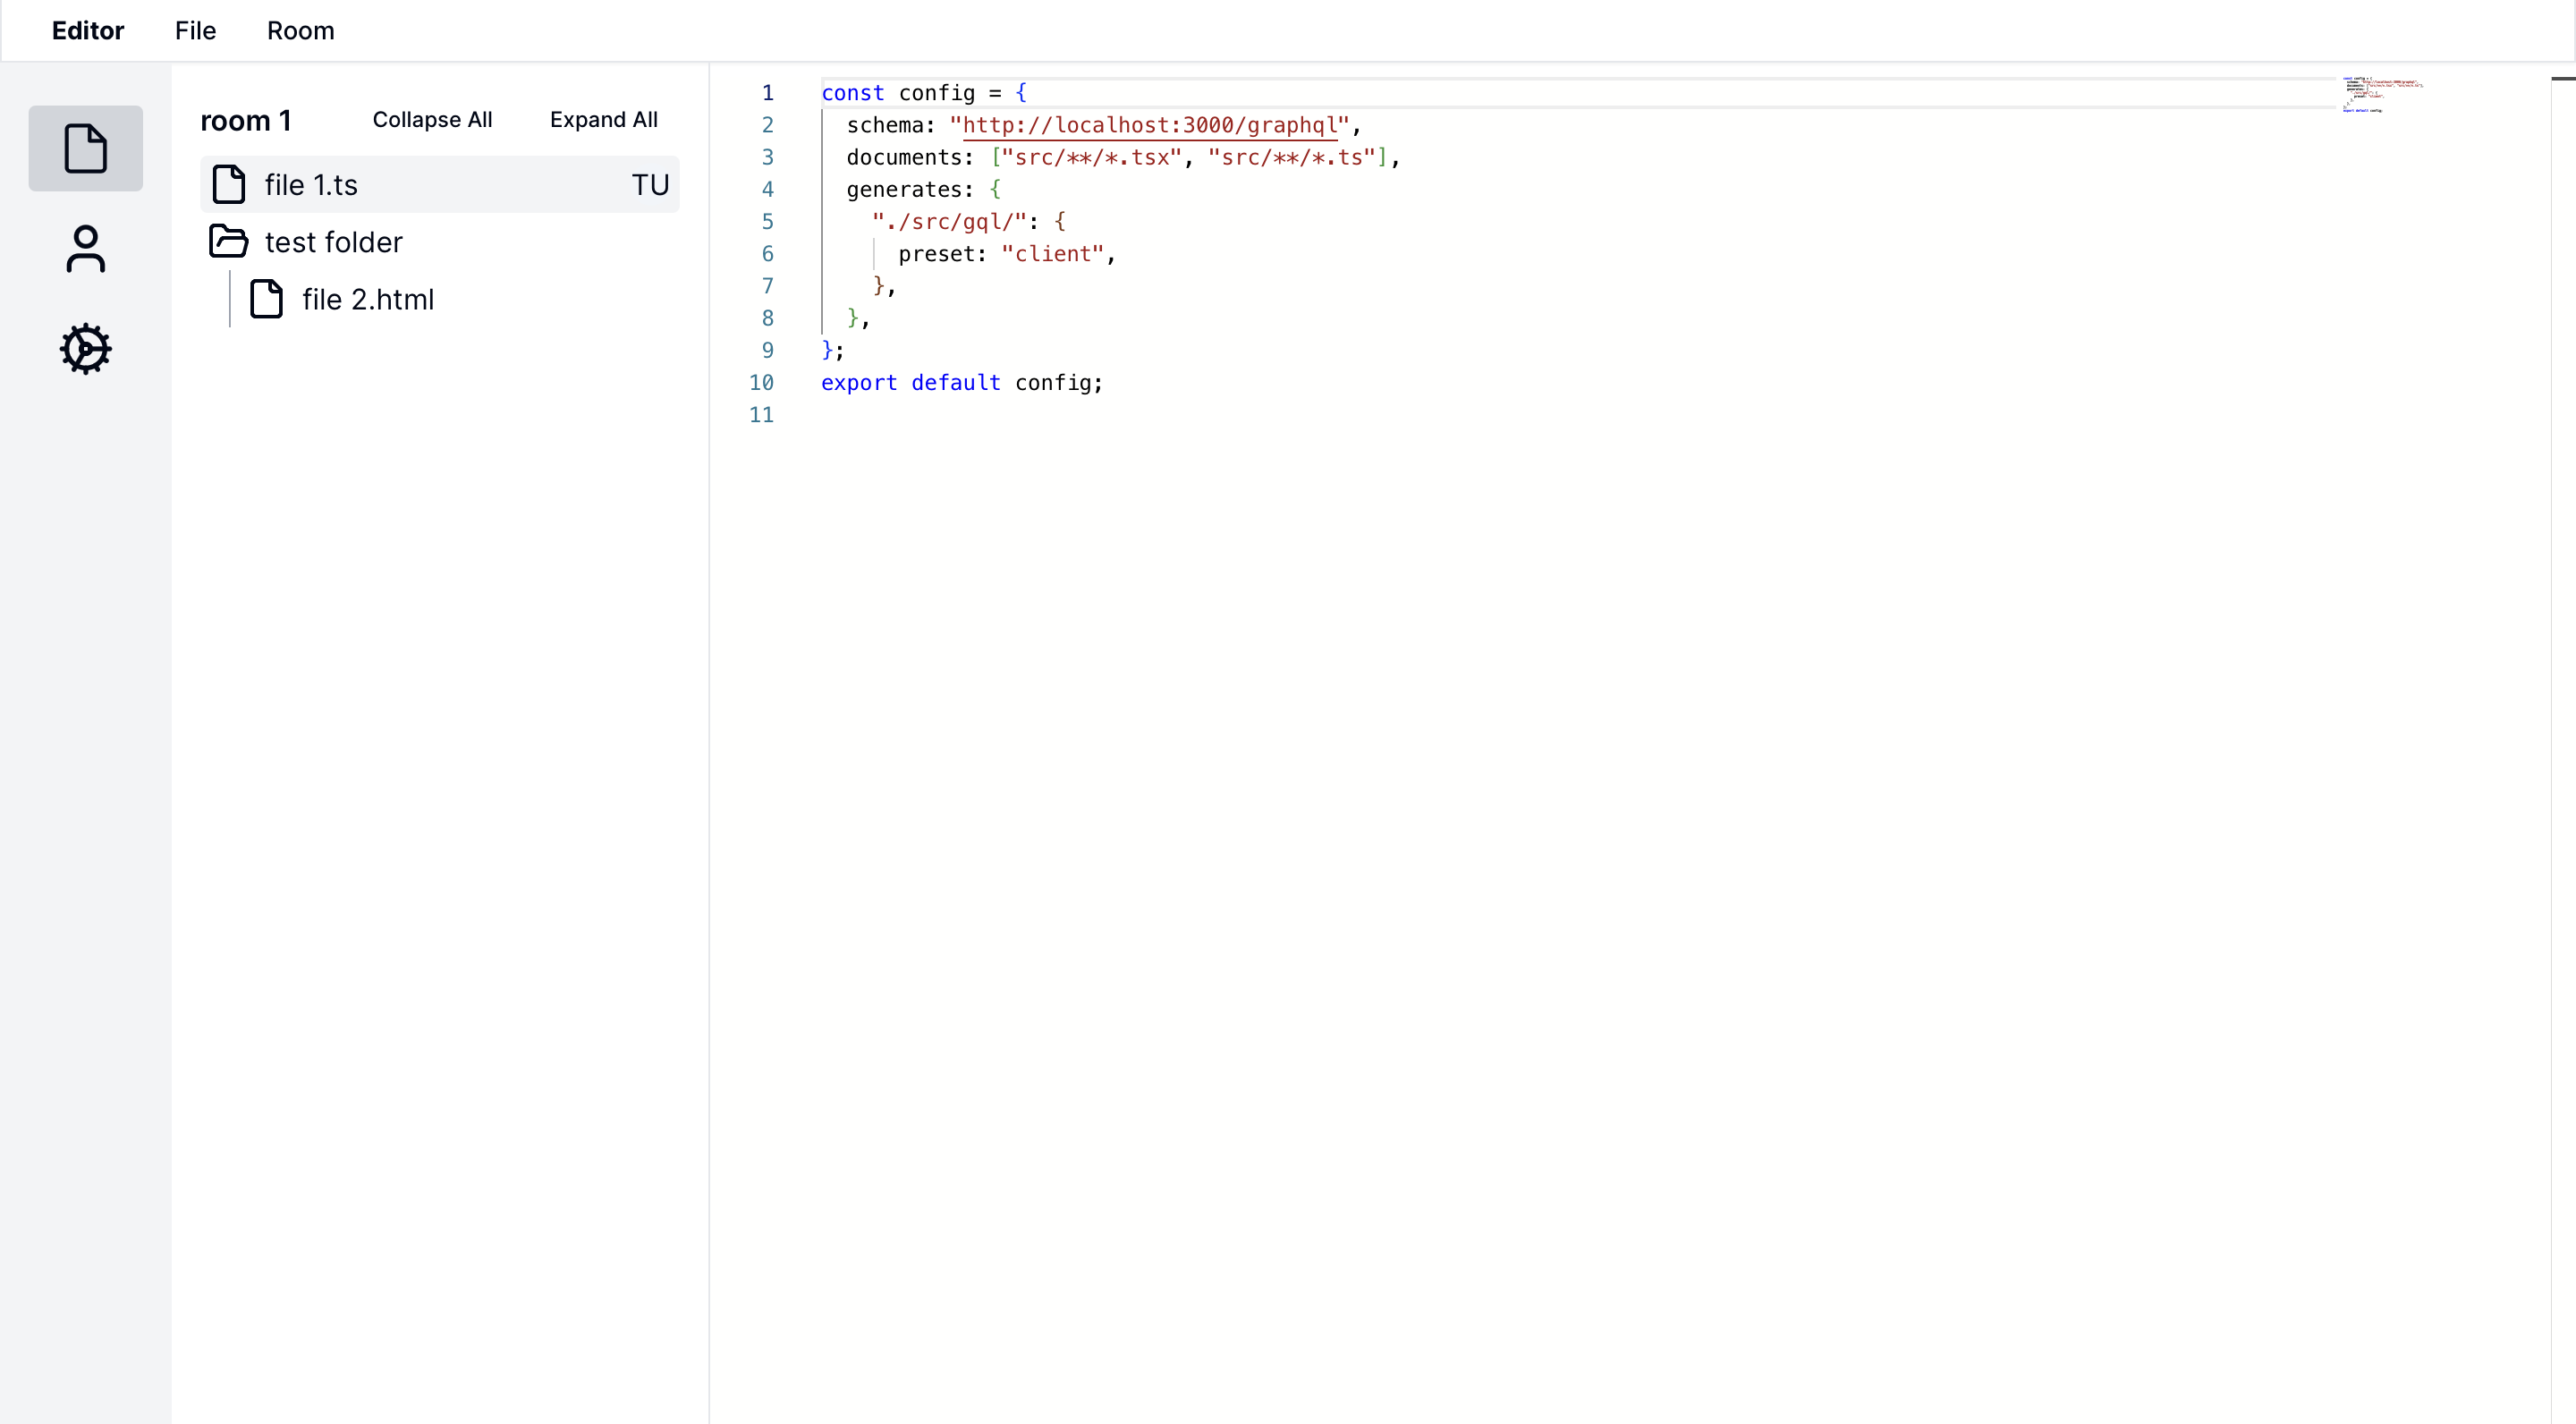 Editor File Room
room 1 Collapse All Expand All
file 1.ts TU
test folder
file 2.html
1 const config = {
2 schema: "http://localhost:3000/graphql",
3 documents: ["src/**/*.tsx", "src/**/*.ts"],
4 generates: {
5 "./src/gql/": {
6 preset: "client",
7 },
8 },
9 };
10 export default config;
11